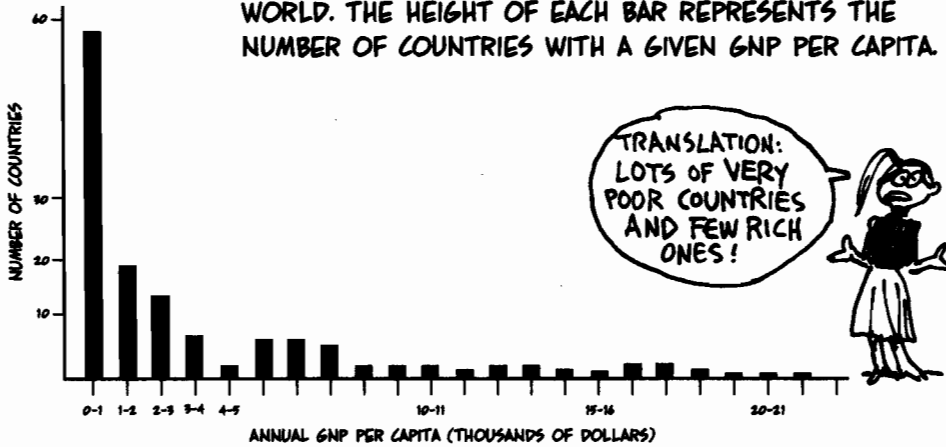 WORLD. THE HEIGHT OF EACH BAR REPRESENTS THE
NUMBER OF COUNTRIES WITH A GIVEN GNP PER CAPITA.
60
30
20
10
NUMBER OF COUNTRIES
TRANSLATION:
LOTS OF VERY
POOR COUNTRIES
AND FEW RICH
ONES!
0-1 1-2 2-3 3-4 4-5 10-11 15-16 20-21
ANNUAL GNP PER CAPITA (THOUSANDS OF DOLLARS)